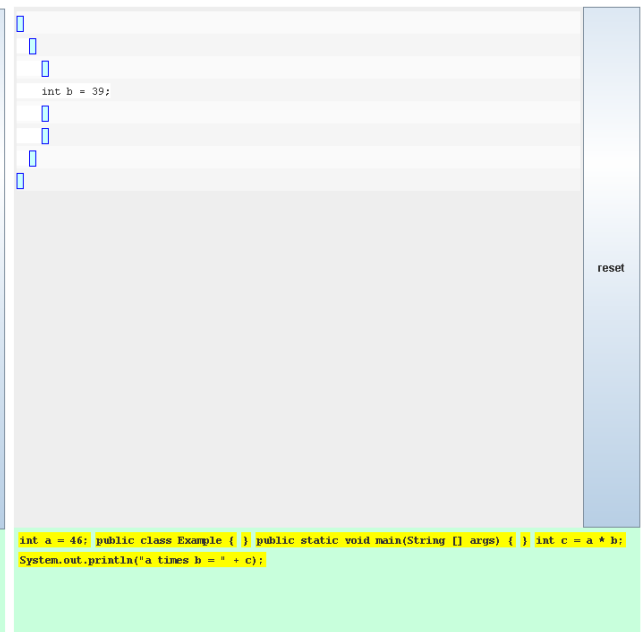 int b = 39;
reset
int a = 46; public class Example { } public static void main(String [] args) { } int c = a * b;
System.out.println("a times b = " + c);